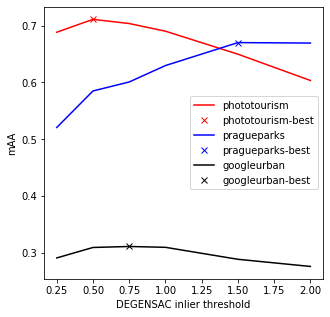 0.7
0.6
0.5
0.4
0.3
mAA
phototourism
phototourism-best
pragueparks
pragueparks-best
googleurban
googleurban-best
0.25 0.50 0.75 1.00 1.25 1.50 1.75 2.00
DEGENSAC inlier threshold